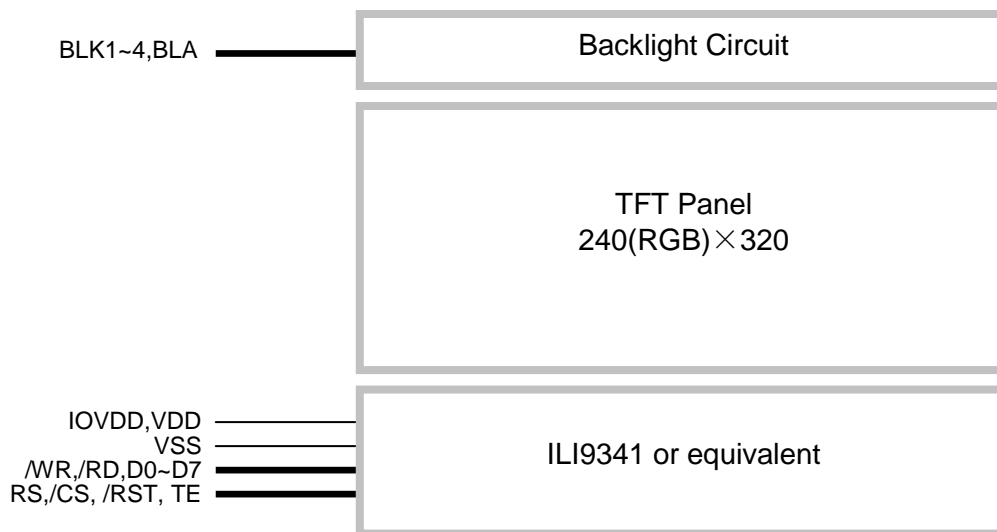 BLK1~4,BLA
Backlight Circuit
TFT Panel
240(RGB)×320
IOVDD,VDD
VSS
/WR,/RD,D0~D7
RS,/CS, /RST, TE
ILI9341 or equivalent